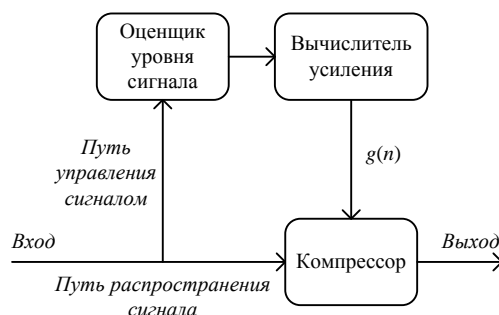 Оценщик
уровня
сигнала
Вычислитель
усиления
Путь
управления
сигналом
g(n)
Вход
Компрессор
Выход
Путь распространения
сигнала